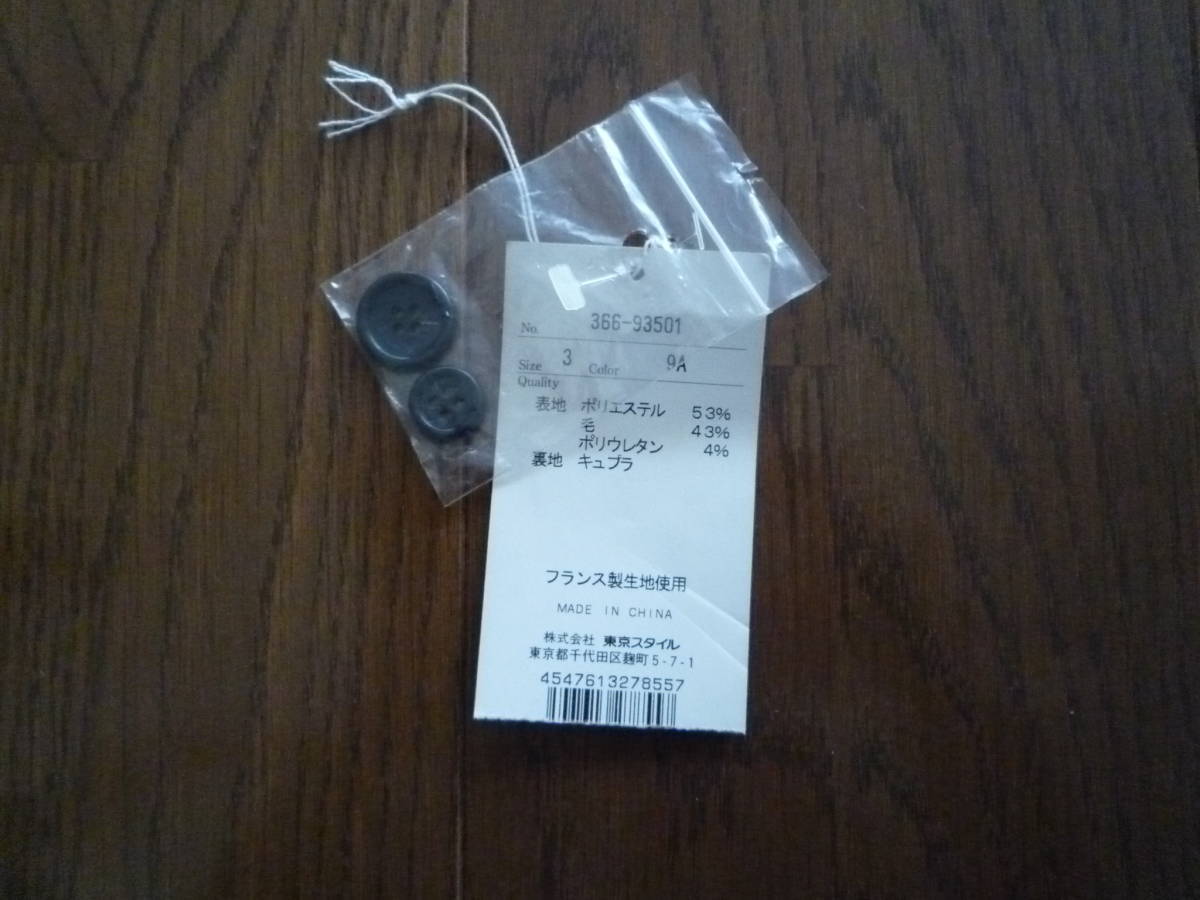 No. 366-93501
Size 3 Color 9A
Quality
表地 ポリエステル 53%
毛 43%
ポリウレタン 4%
裏地 キュプラ
フランス製生地使用
MADE IN CHINA
株式会社 東京スタイル
東京都千代田区麹町5-7-1
4547613278557